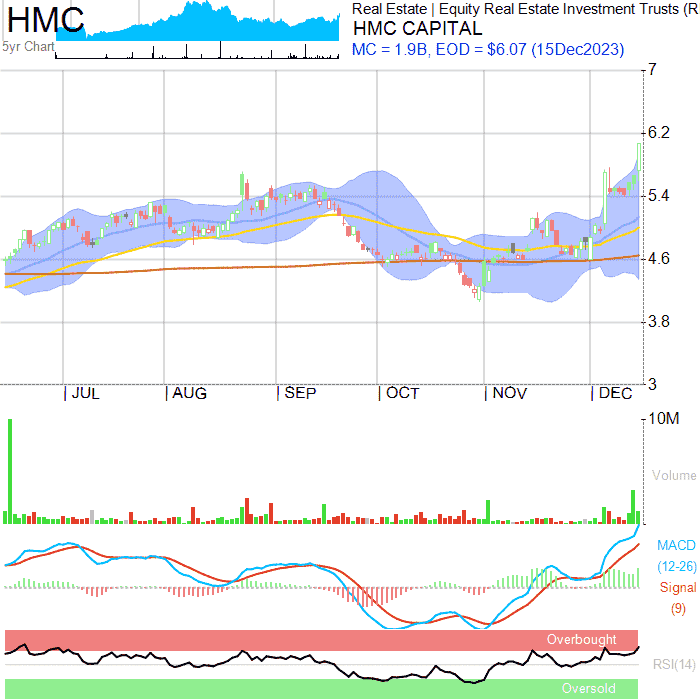 HMC
5yr Chart
Real Estate | Equity Real Estate Investment Trusts (R
HMC CAPITAL
MC = 1.9B, EOD = $6.07 (15Dec2023)
7
6.2
5.4
4.6
3.8
3
JUL AUG SEP OCT NOV DEC
10M
Volume
MACD
(12-26)
Signal
(9)
Overbought
RSI(14)
Oversold